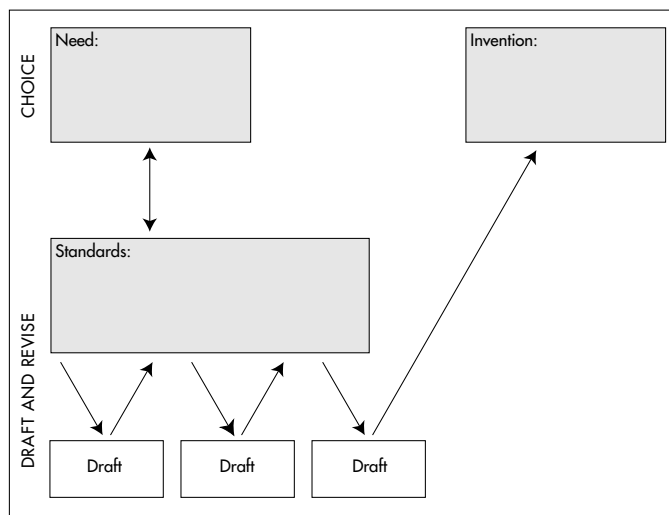 CHOICE
Need:
Invention:
DRAFT AND REVISE
Standards:
Draft
Draft
Draft